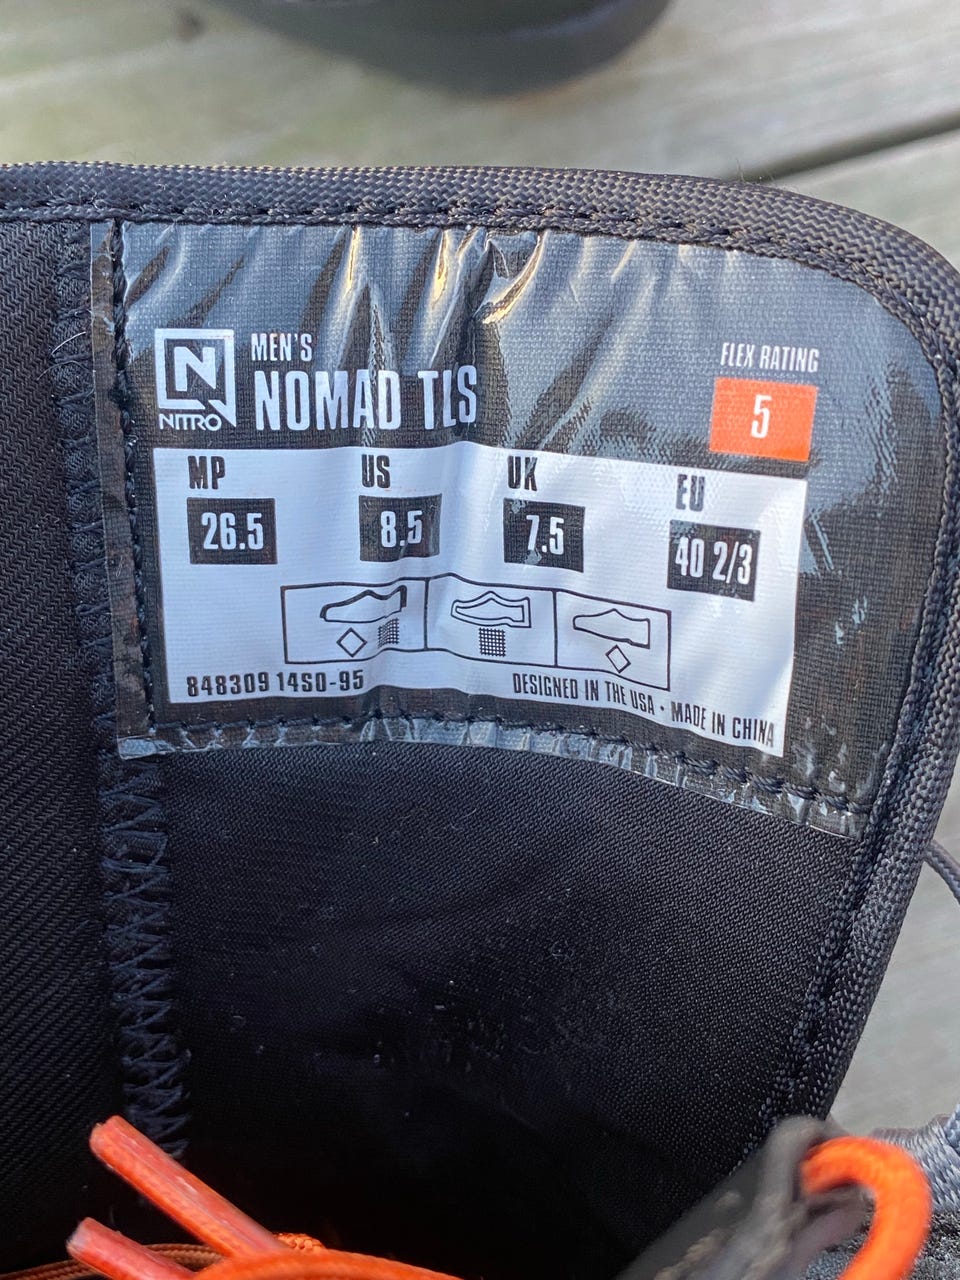 NITRO
MEN'S
NOMAD TLS
FLEX RATING
5
MP US UK EU
26.5 8.5 7.5 40 2/3
848309 14S0-95
DESIGNED IN THE USA • MADE IN CHINA